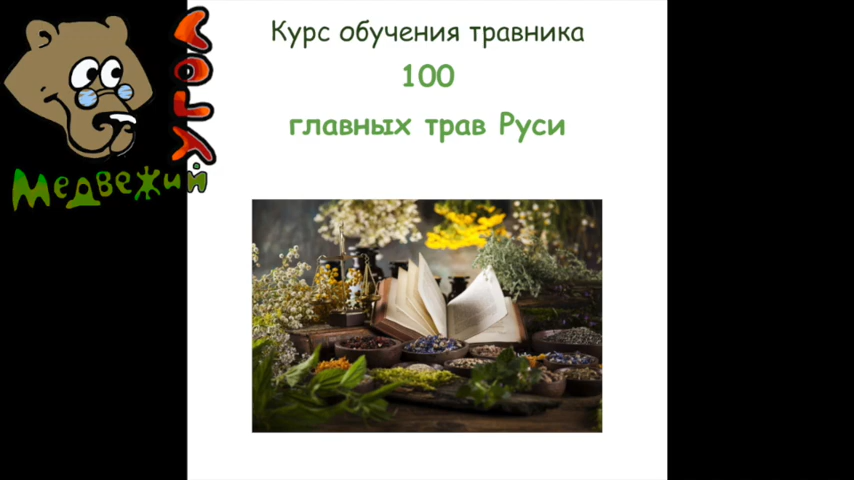 Курс обучения травника
100
главных трав Руси
Медвежий
угол